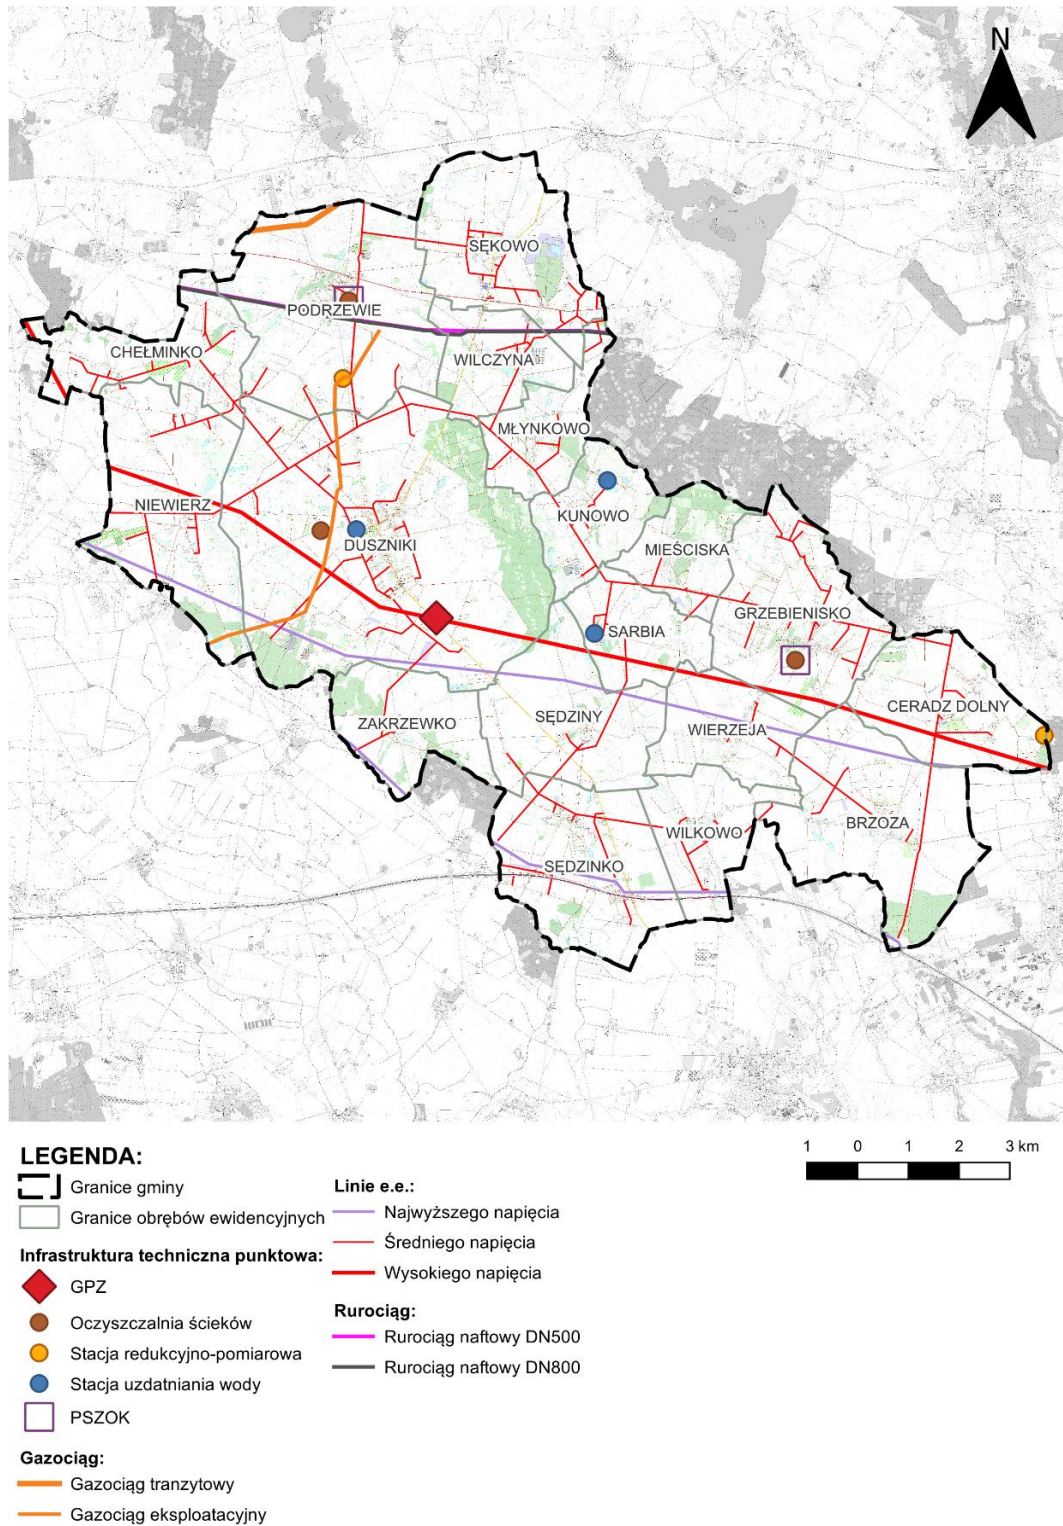 N
SĘKOWO
PODRZEWIE
CHEŁMINKO
WILCZYNA
MŁYNKOWO
NIEWIERZ
KUNOWO
DUSZNIKI
MIEŚCISKA
GRZEBIENISKO
SARBIA
CERADZ DOLNY
ZAKRZEWKO
SĘDZINY
WIERZEJA
BRZOZA
WILKOWO
SĘDZINKO
1 0 1 2 3 km
LEGENDA:
Granice gminy
Granice obrębów ewidencyjnych
Infrastruktura techniczna punktowa:
GPZ
Oczyszczalnia ścieków
Stacja redukcyjno-pomiarowa
Stacja uzdatniania wody
PSZOK
Gazociąg:
Gazociąg tranzytowy
Gazociąg eksploatacyjny
Linie e.e.:
Najwyższego napięcia
Średniego napięcia
Wysokiego napięcia
Rurociąg:
Rurociąg naftowy DN500
Rurociąg naftowy DN800